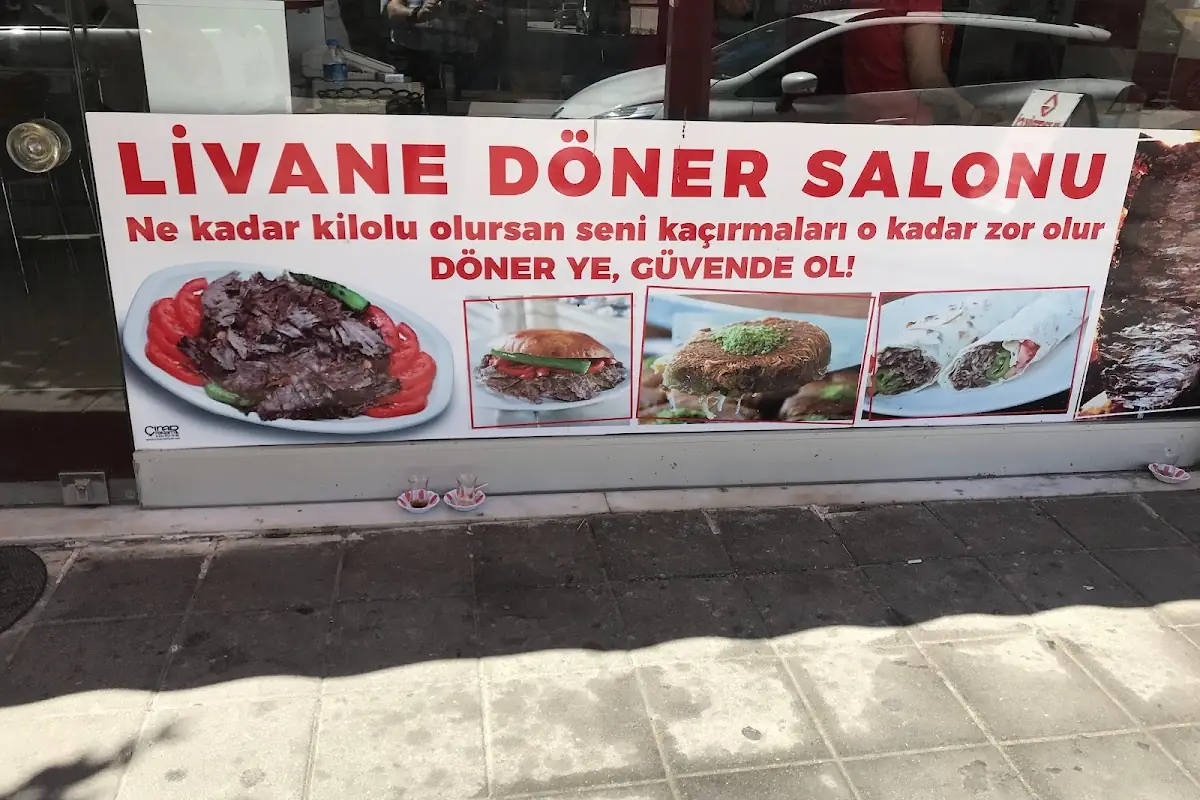 LİVANE DÖNER SALONU
Ne kadar kilolu olursan seni kaçırmaları o kadar zor olur
DÖNER YE, GÜVENDE OL!